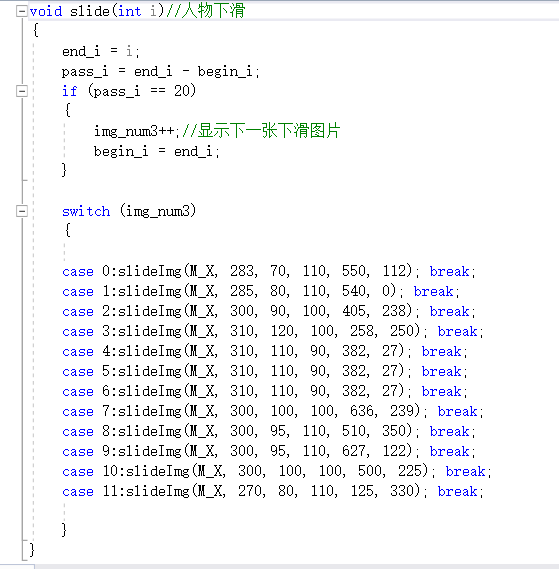 void slide(int i)//人物下滑
{
end_i = i;
pass_i = end_i - begin_i;
if (pass_i == 20)
{
img_num3++;//显示下一张下滑图片
begin_i = end_i;
}
switch (img_num3)
{
case 0:slideImg(M_X, 283, 70, 110, 550, 112); break;
case 1:slideImg(M_X, 285, 80, 110, 540, 0); break;
case 2:slideImg(M_X, 300, 90, 100, 405, 238); break;
case 3:slideImg(M_X, 310, 120, 100, 258, 250); break;
case 4:slideImg(M_X, 310, 110, 90, 382, 27); break;
case 5:slideImg(M_X, 310, 110, 90, 382, 27); break;
case 6:slideImg(M_X, 310, 110, 90, 382, 27); break;
case 7:slideImg(M_X, 300, 100, 100, 636, 239); break;
case 8:slideImg(M_X, 300, 95, 110, 510, 350); break;
case 9:slideImg(M_X, 300, 95, 110, 627, 122); break;
case 10:slideImg(M_X, 300, 100, 100, 500, 225); break;
case 11:slideImg(M_X, 270, 80, 110, 125, 330); break;
}
}